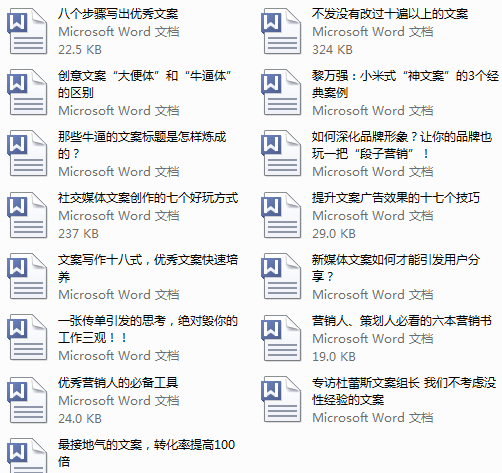 八个步骤写出优秀文案
Microsoft Word 文档
22.5 KB
不发没有改过十遍以上的文案
Microsoft Word 文档
324 KB
创意文案“大便体”和“牛逼体”
的区别
Microsoft Word 文档
黎万强：小米式“神文案”的3个经
典案例
Microsoft Word 文档
那些牛逼的文案标题是怎样炼成
的？
Microsoft Word 文档
如何深化品牌形象？让你的品牌也
玩一把“段子营销”！
Microsoft Word 文档
社交媒体文案创作的七个好玩方式
Microsoft Word 文档
237 KB
提升文案广告效果的十七个技巧
Microsoft Word 文档
29.0 KB
文案写作十八式，优秀文案快速培
养
Microsoft Word 文档
新媒体文案如何才能引发用户分
享？
Microsoft Word 文档
一张传单引发的思考，绝对毁你的
工作三观！！
Microsoft Word 文档
营销人、策划人必看的六本营销书
Microsoft Word 文档
19.0 KB
优秀营销人的必备工具
Microsoft Word 文档
24.0 KB
专访杜蕾斯文案组长 我们不考虑没
性经验的文案
Microsoft Word 文档
最接地气的文案，转化率提高100
倍